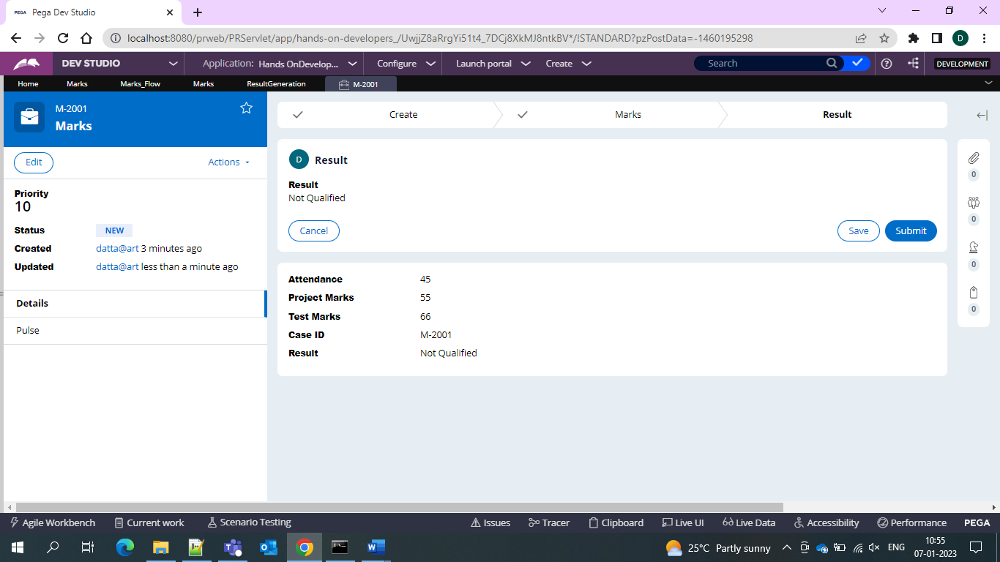 PEGA Pega Dev Studio
localhost:8080/prweb/PRServlet/app/hands-on-developers_/UwjjZ8aRrgYi51t4_7DCj8XkMJ8ntkBV*/!STANDARD?pzPostData=-1460195298
D
DEV STUDIO
Application: Hands OnDevelop...
Configure
Launch portal
Create
Search
DEVELOPMENT
Home
Marks
Marks_Flow
Marks
ResultGeneration
M-2001
M-2001
Marks
Edit
Actions
Priority
10
Status NEW
Created datta@art 3 minutes ago
Updated datta@art less than a minute ago
Details
Pulse
Create
Marks
Result
D Result
Result
Not Qualified
Cancel
Save
Submit
Attendance 45
Project Marks 55
Test Marks 66
Case ID M-2001
Result Not Qualified
0
0
0
0
Agile Workbench
Current work
Scenario Testing
Issues
Tracer
Clipboard
Live UI
Live Data
Accessibility
Performance
PEGA
25°C Partly sunny
ENG
10:55
07-01-2023